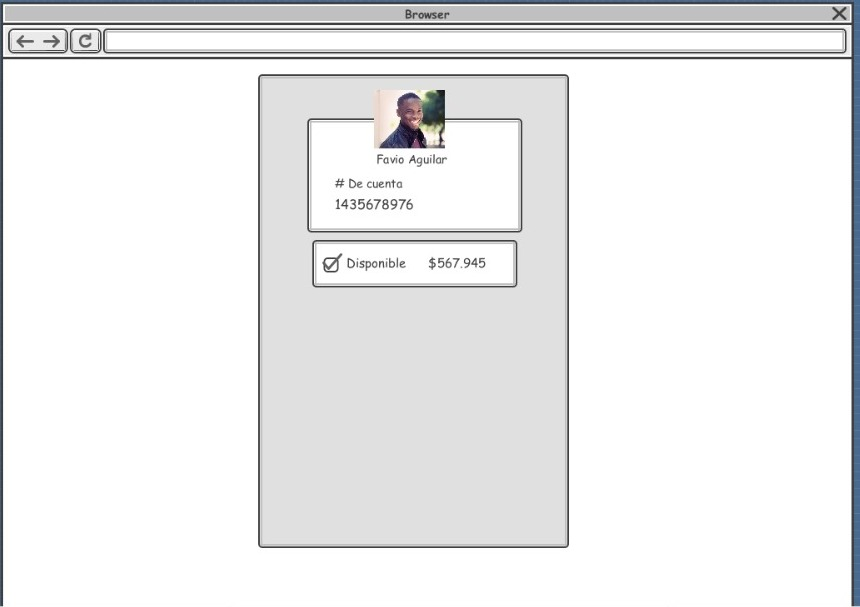 Browser
Favio Aguilar
# De cuenta
1435678976
Disponible $567.945